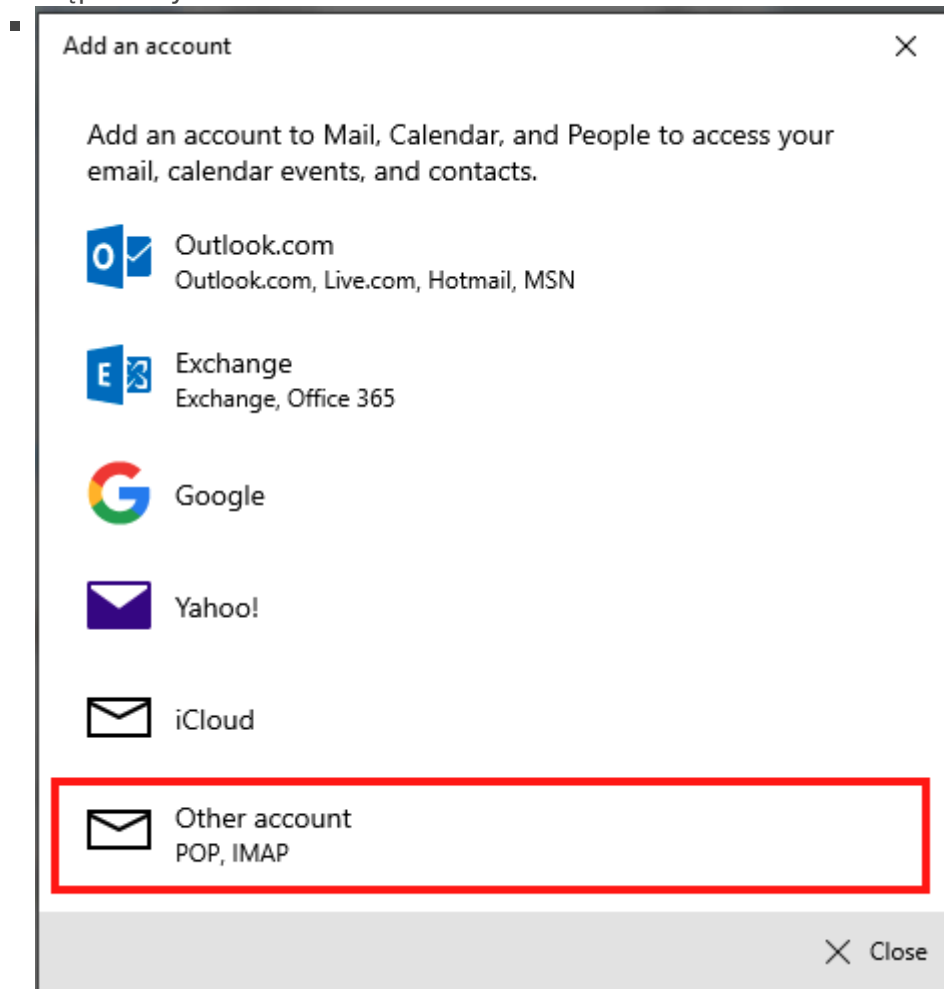 Add an account
Add an account to Mail, Calendar, and People to access your
email, calendar events, and contacts.
Outlook.com
Outlook.com, Live.com, Hotmail, MSN
Exchange
Exchange, Office 365
Google
Yahoo!
iCloud
Other account
POP, IMAP
Close